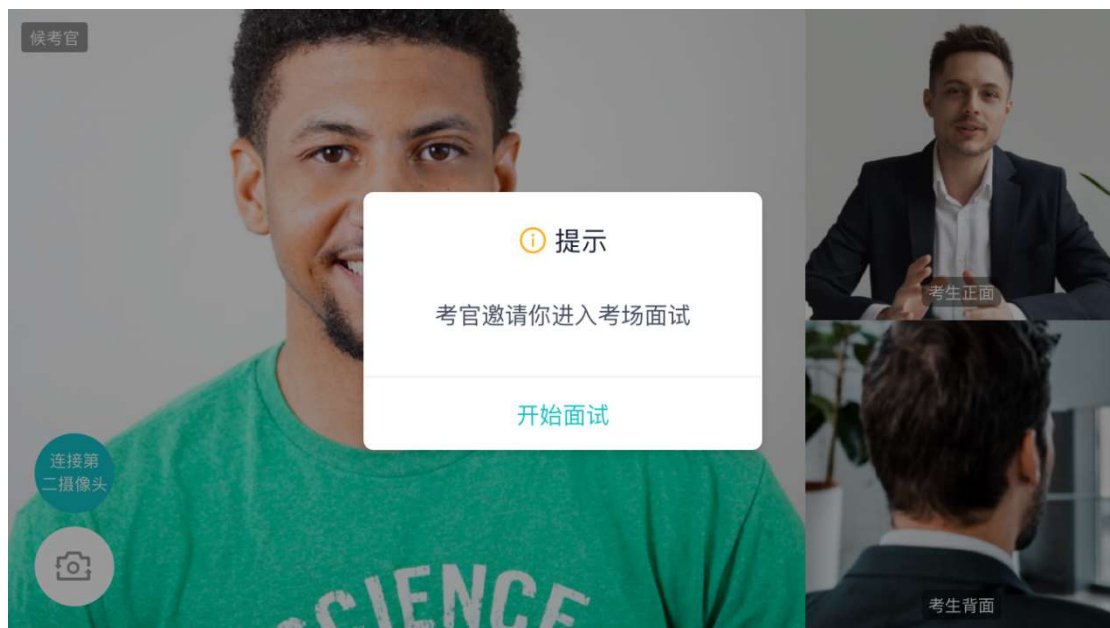 候考官
提示
考官邀请你进入考场面试
开始面试
考生正面
连接第
二摄像头
SCIENCE
考生背面